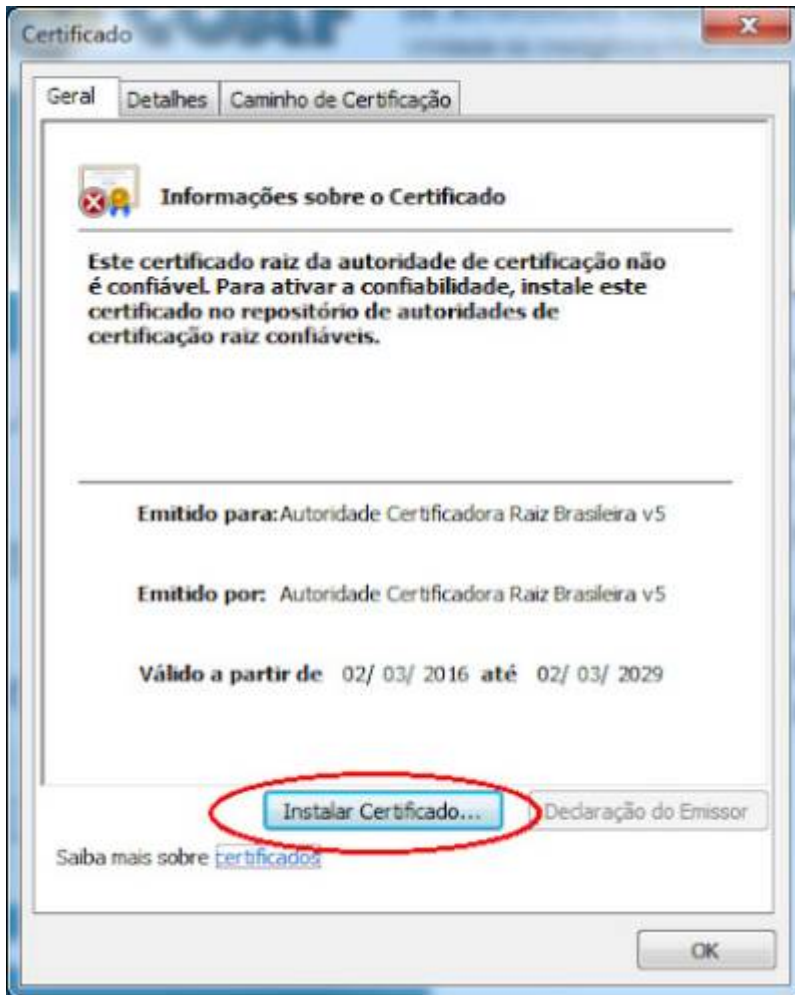 Certificado
Geral Detalhes Caminho de Certificação
Informações sobre o Certificado
Este certificado raiz da autoridade de certificação não
é confiável. Para ativar a confiabilidade, instale este
certificado no repositório de autoridades de
certificação raiz confiáveis.
Emitido para: Autoridade Certificadora Raiz Brasileira v5
Emitido por: Autoridade Certificadora Raiz Brasileira v5
Válido a partir de 02/ 03/ 2016 até 02/ 03/ 2029
Instalar Certificado... Declaração do Emissor
Saiba mais sobre certificados
OK